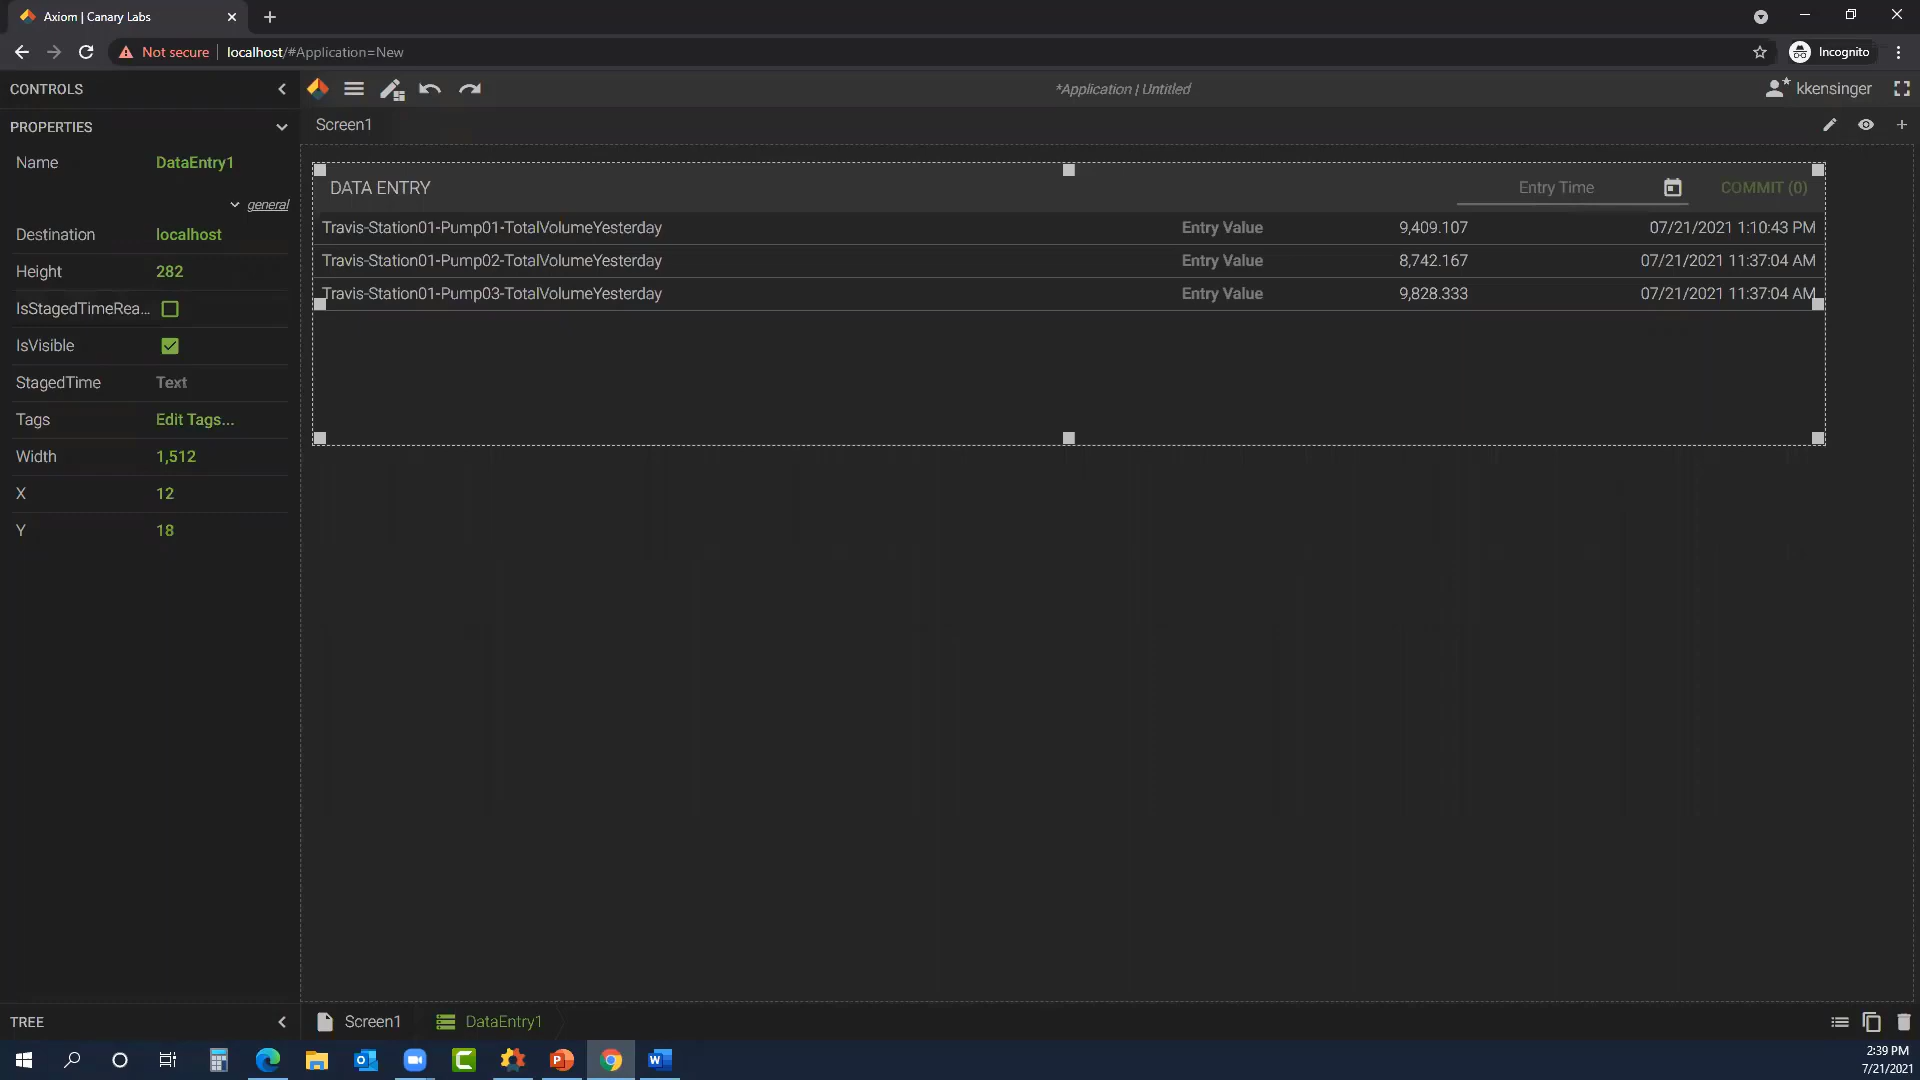 Axiom | Canary Labs
Not secure
localhost/#Application=New
Incognito
CONTROLS
*Application | Untitled
kkensinger
PROPERTIES
Screen1
Name DataEntry1
general
Destination localhost
Height 282
IsStagedTimeRea...
IsVisible
StagedTime Text
Tags Edit Tags...
Width 1,512
X 12
Y 18
DATA ENTRY Entry Time COMMIT (0)
Travis-Station01-Pump01-TotalVolumeYesterday Entry Value 9,409.107 07/21/2021 1:10:43 PM
Travis-Station01-Pump02-TotalVolumeYesterday Entry Value 8,742.167 07/21/2021 11:37:04 AM
Travis-Station01-Pump03-TotalVolumeYesterday Entry Value 9,828.333 07/21/2021 11:37:04 AM
TREE
Screen1
DataEntry1
2:39 PM
7/21/2021